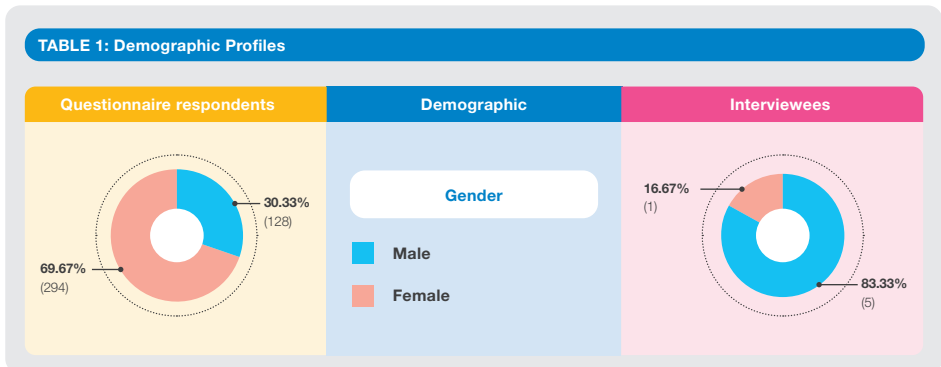 TABLE 1: Demographic Profiles
Questionnaire respondents
Demographic
Interviewees
30.33%
(128)
69.67%
(294)
Gender
Male
Female
16.67%
(1)
83.33%
(5)